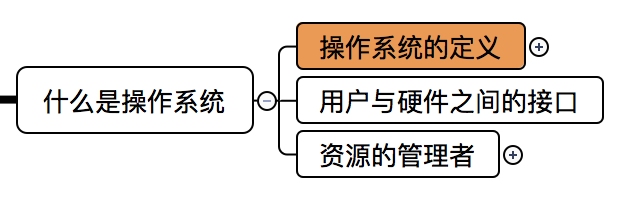 什么是操作系统
操作系统的定义
用户与硬件之间的接口
资源的管理者